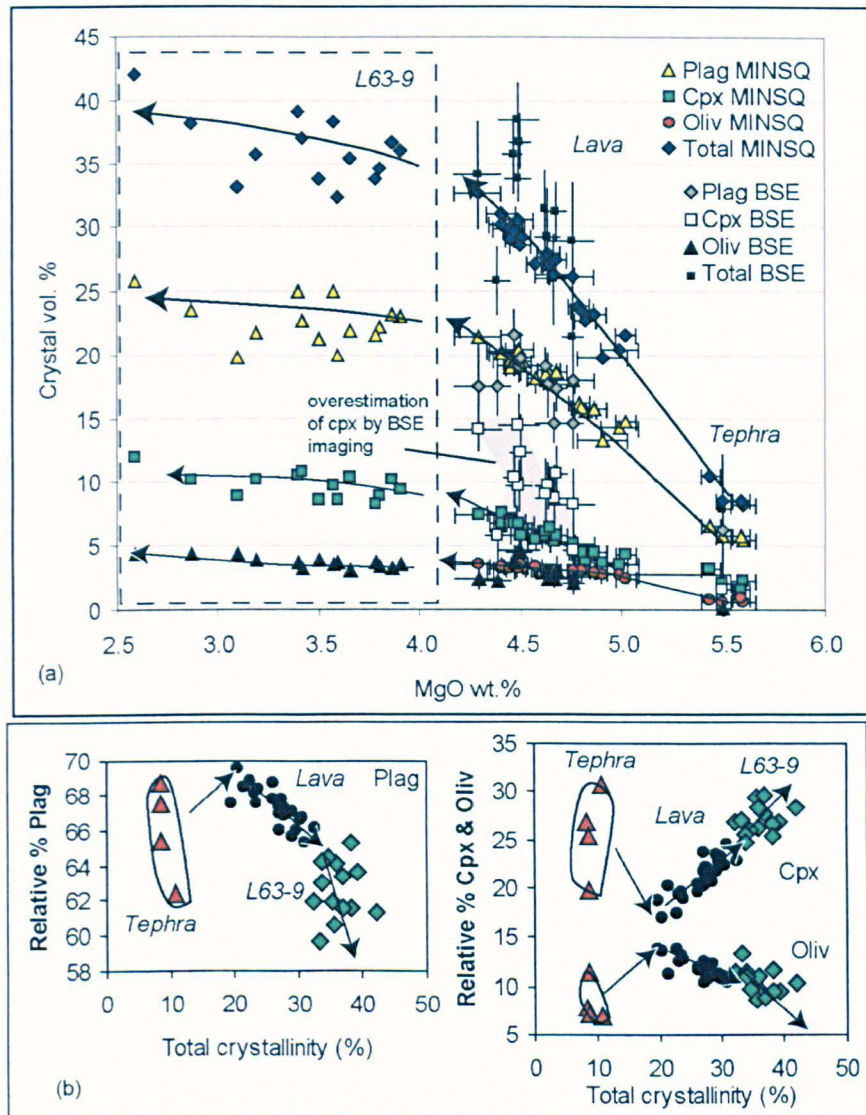 45
40
35
30
25
20
15
10
5
0
Crystal vol. %
L63-9
Lava
Tephra
Plag MINSQ
Cpx MINSQ
Oliv MINSQ
Total MINSQ
Plag BSE
Cpx BSE
Oliv BSE
Total BSE
overestimation
of cpx by BSE
imaging
2.5 3.0 3.5 4.0 4.5 5.0 5.5 6.0
(a)
MgO wt.%
70
68
66
64
62
60
58
Relative % Plag
Lava
Plag
L63-9
Tephra
0 10 20 30 40 50
Total crystallinity (%)
35
30
25
20
15
10
5
Relative % Cpx & Oliv
Tephra
L63-9
Lava
Cpx
Oliv
0 10 20 30 40 50
Total crystallinity (%)
(b)